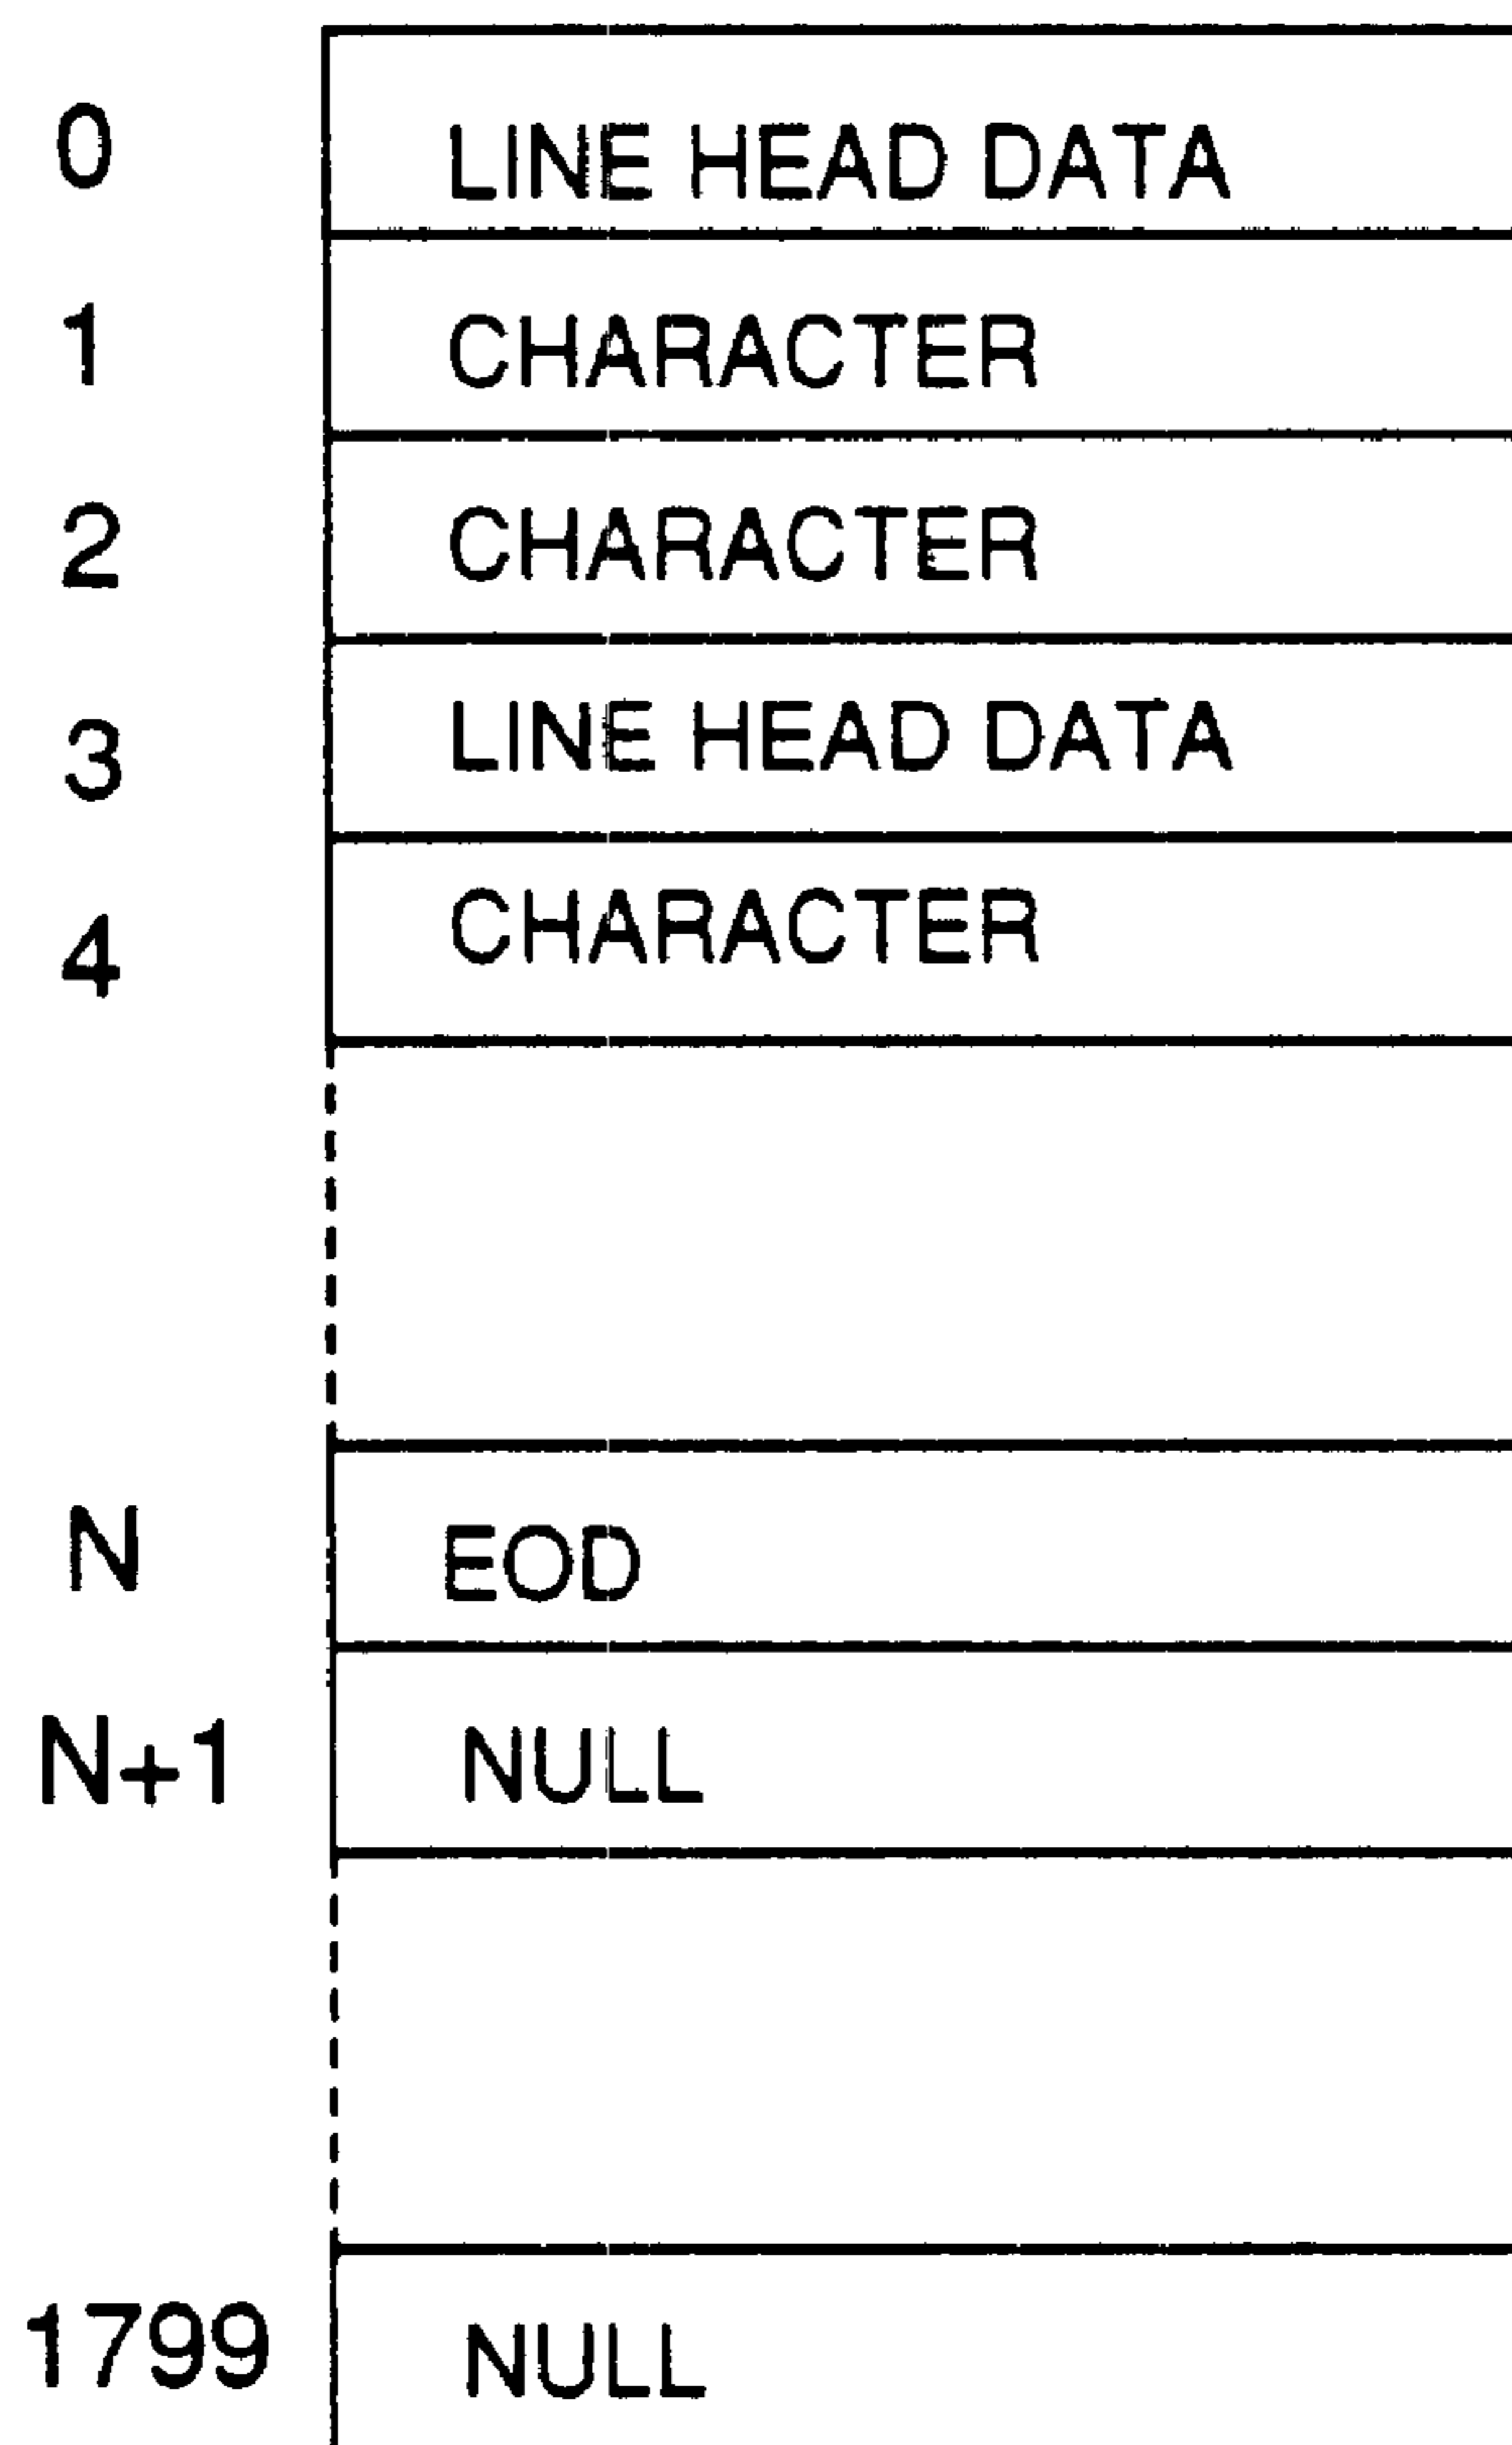 0 LINE HEAD DATA
1 CHARACTER
2 CHARACTER
3 LINE HEAD DATA
4 CHARACTER
N EOD
N+1 NULL
1799 NULL